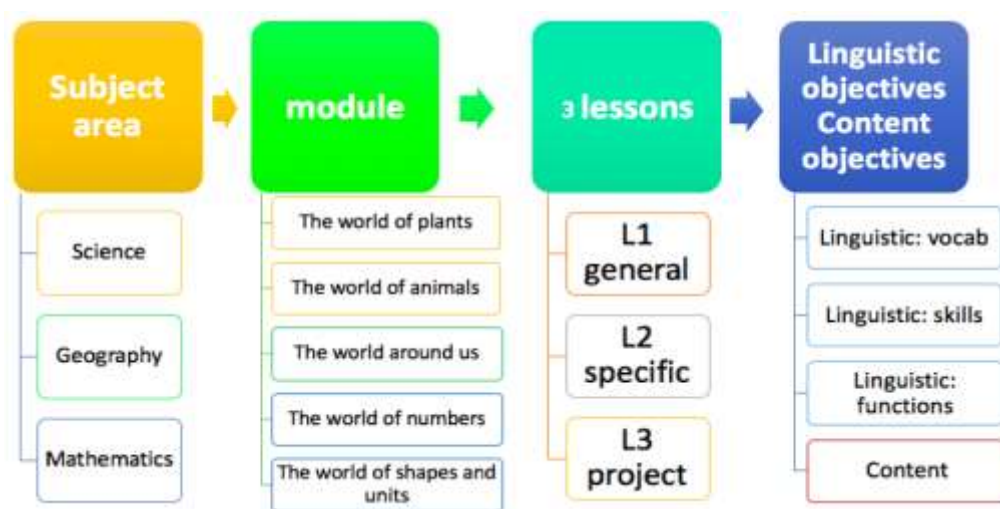 Subject
area
Science
Geography
Mathematics
module
The world of plants
The world of animals
The world around us
The world of numbers
The world of shapes and
units
3 lessons
L1
general
L2
specific
L3
project
Linguistic
objectives
Content
objectives
Linguistic: vocab
Linguistic: skills
Linguistic:
functions
Content